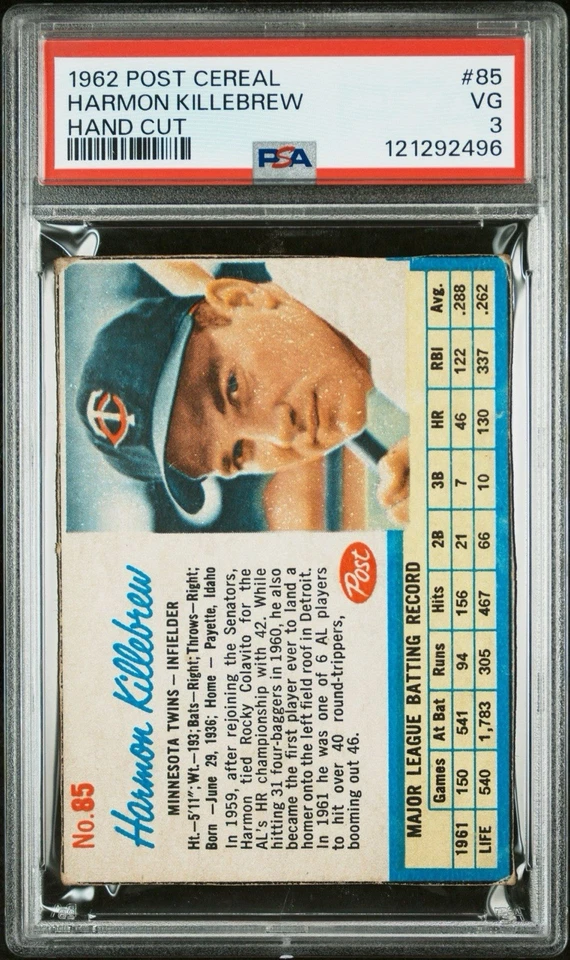 1962 POST CEREAL #85
HARMON KILLEBREW VG
HAND CUT 3
PSA 121292496
No.85
Harmon Killebrew
MINNESOTA TWINS – INFIELDER
Ht.—5'11"; Wt.—193; Bats—Right; Throws—Right;
Born —June 29, 1936; Home — Payette, Idaho
In 1959, after rejoining the Senators,
Harmon tied Rocky Colavito for the
AL's HR championship with 42. While
hitting 31 four-baggers in 1960, he also
became the first player ever to land a
homer onto the left field roof in Detroit.
In 1961 he was one of 6 AL players
to hit over 40 round-trippers,
booming out 46.
Post
TC
MAJOR LEAGUE BATTING RECORD
Games At Bat Runs Hits 2B 3B HR RBI Avg.
1961 150 541 94 156 21 7 46 122 .288
LIFE 540 1,783 305 467 66 10 130 337 .262